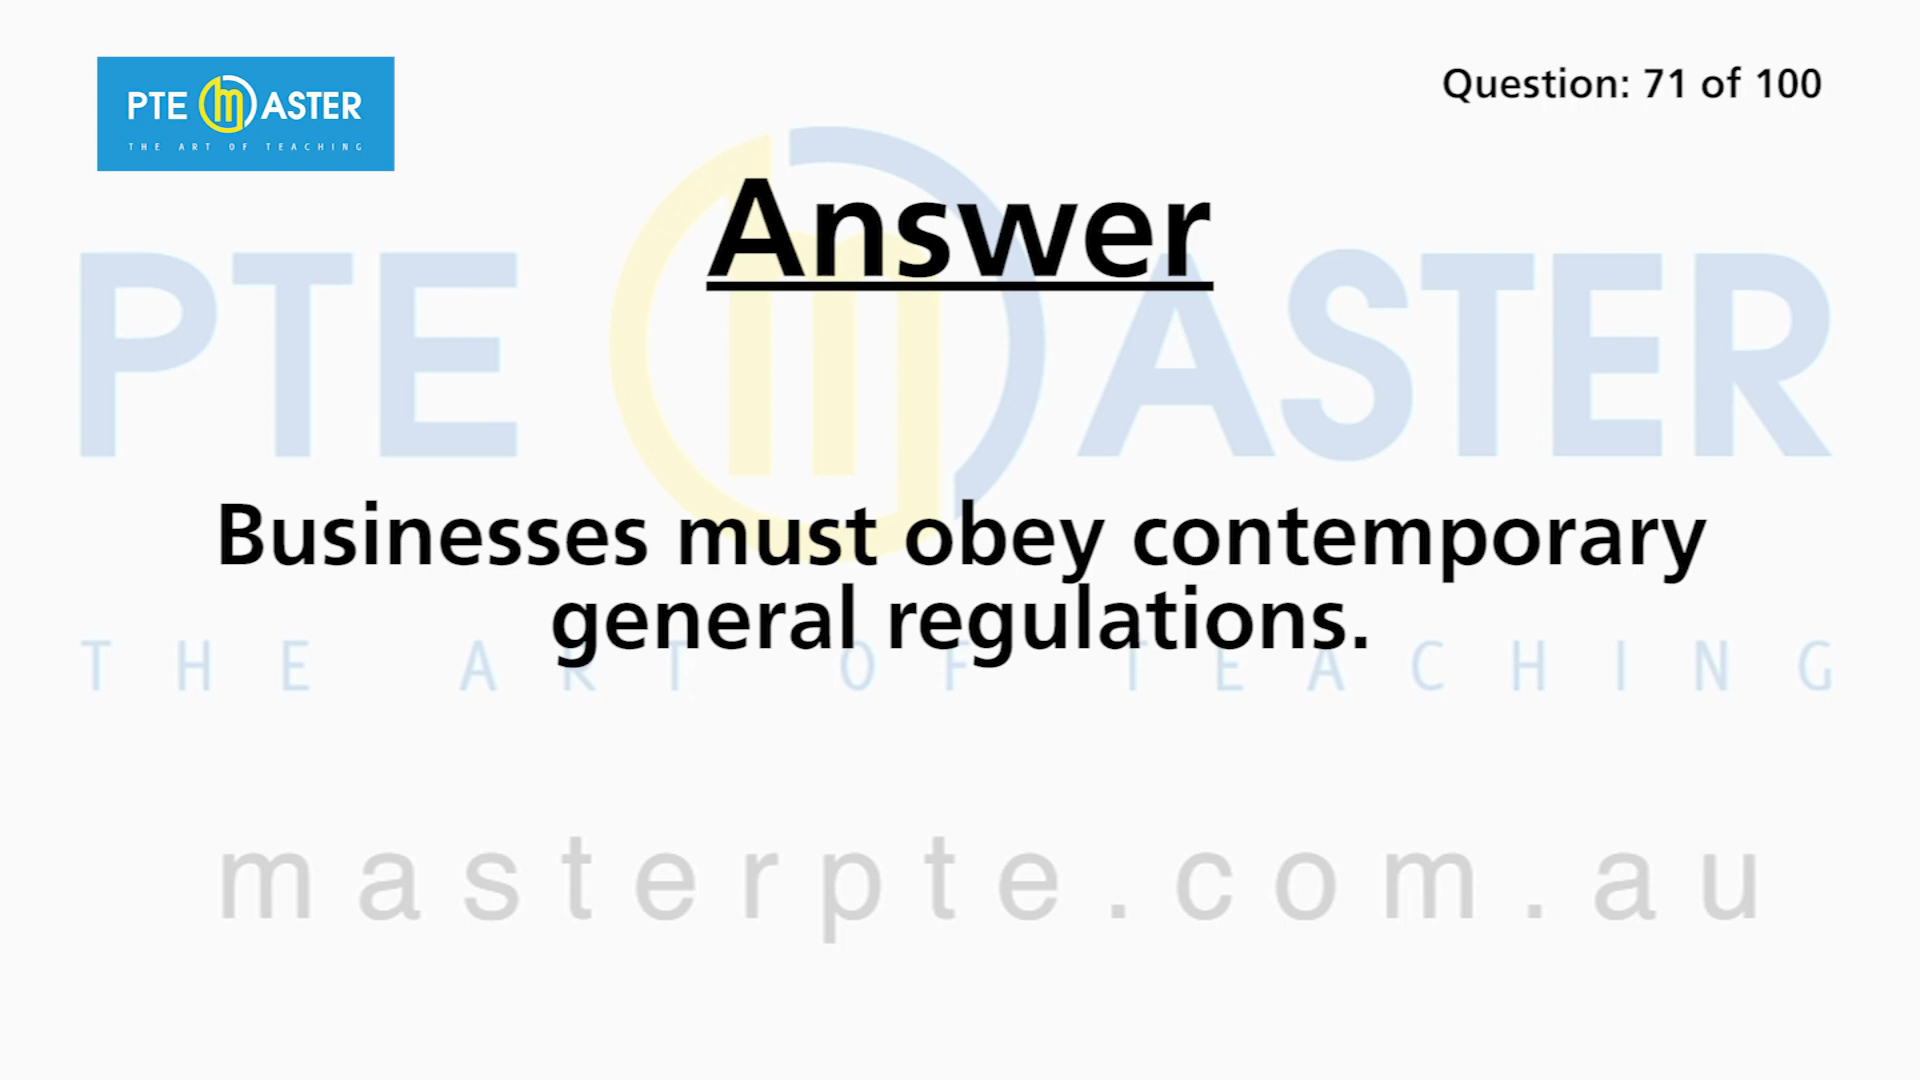 PTE MASTER
THE ART OF TEACHING
Question: 71 of 100
Answer
PTE MASTER
Businesses must obey contemporary
general regulations.
THE ART OF TEACHING
masterpte.com.au